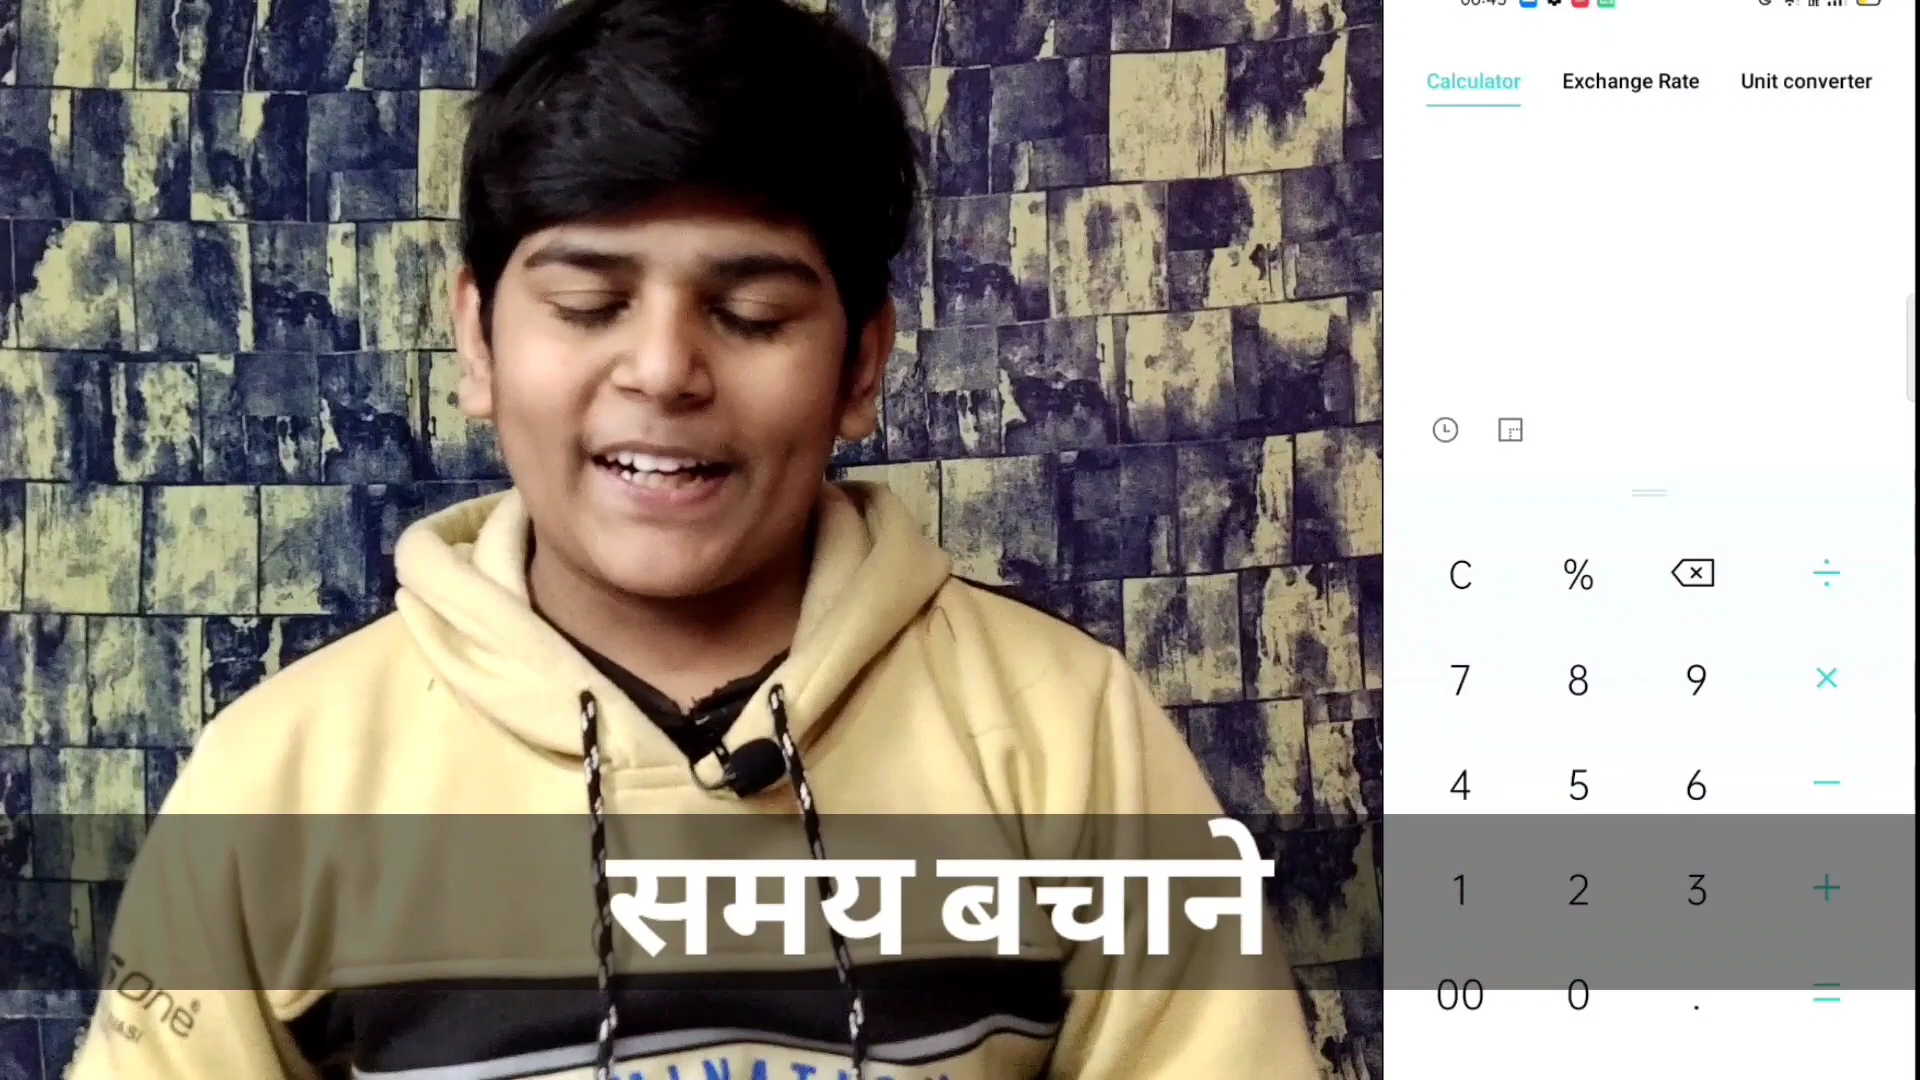 Calculator Exchange Rate Unit converter
C %
7 8 9 ×
4 5 6 −
समय बचाने
1 2 3 +
00 0 . =